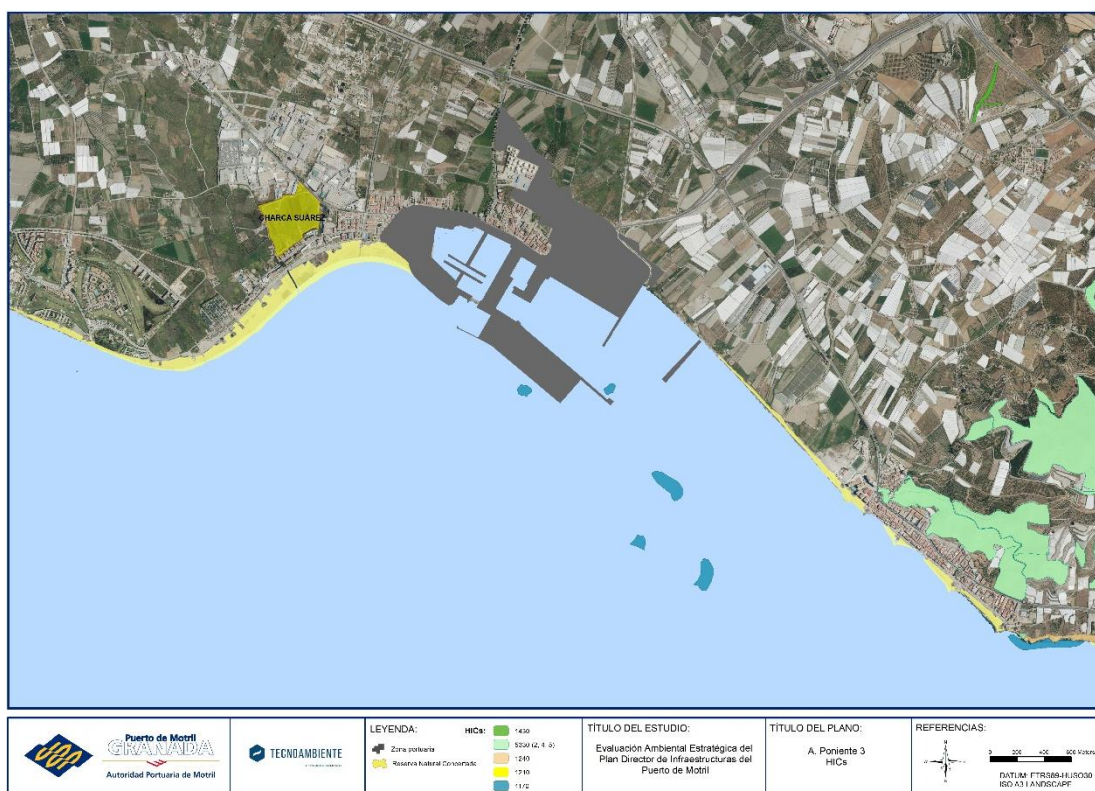 CHARCA SUÁREZ
Puerto de Motril
GRANADA
Autoridad Portuaria de Motril
TECNOAMBIENTE
LEYENDA:
Zona portuaria
Reserva Natural Concertada
HICs:
1430
5330 (2, 4, 5)
1240
1210
1170
TÍTULO DEL ESTUDIO:
Evaluación Ambiental Estratégica del
Plan Director de Infraestructuras del
Puerto de Motril
TÍTULO DEL PLANO:
A. Poniente 3
HICs
REFERENCIAS:
N
0 200 400 600 Meters
DATUM: ETRS89-HUSO30
ISO A3 LANDSCAPE